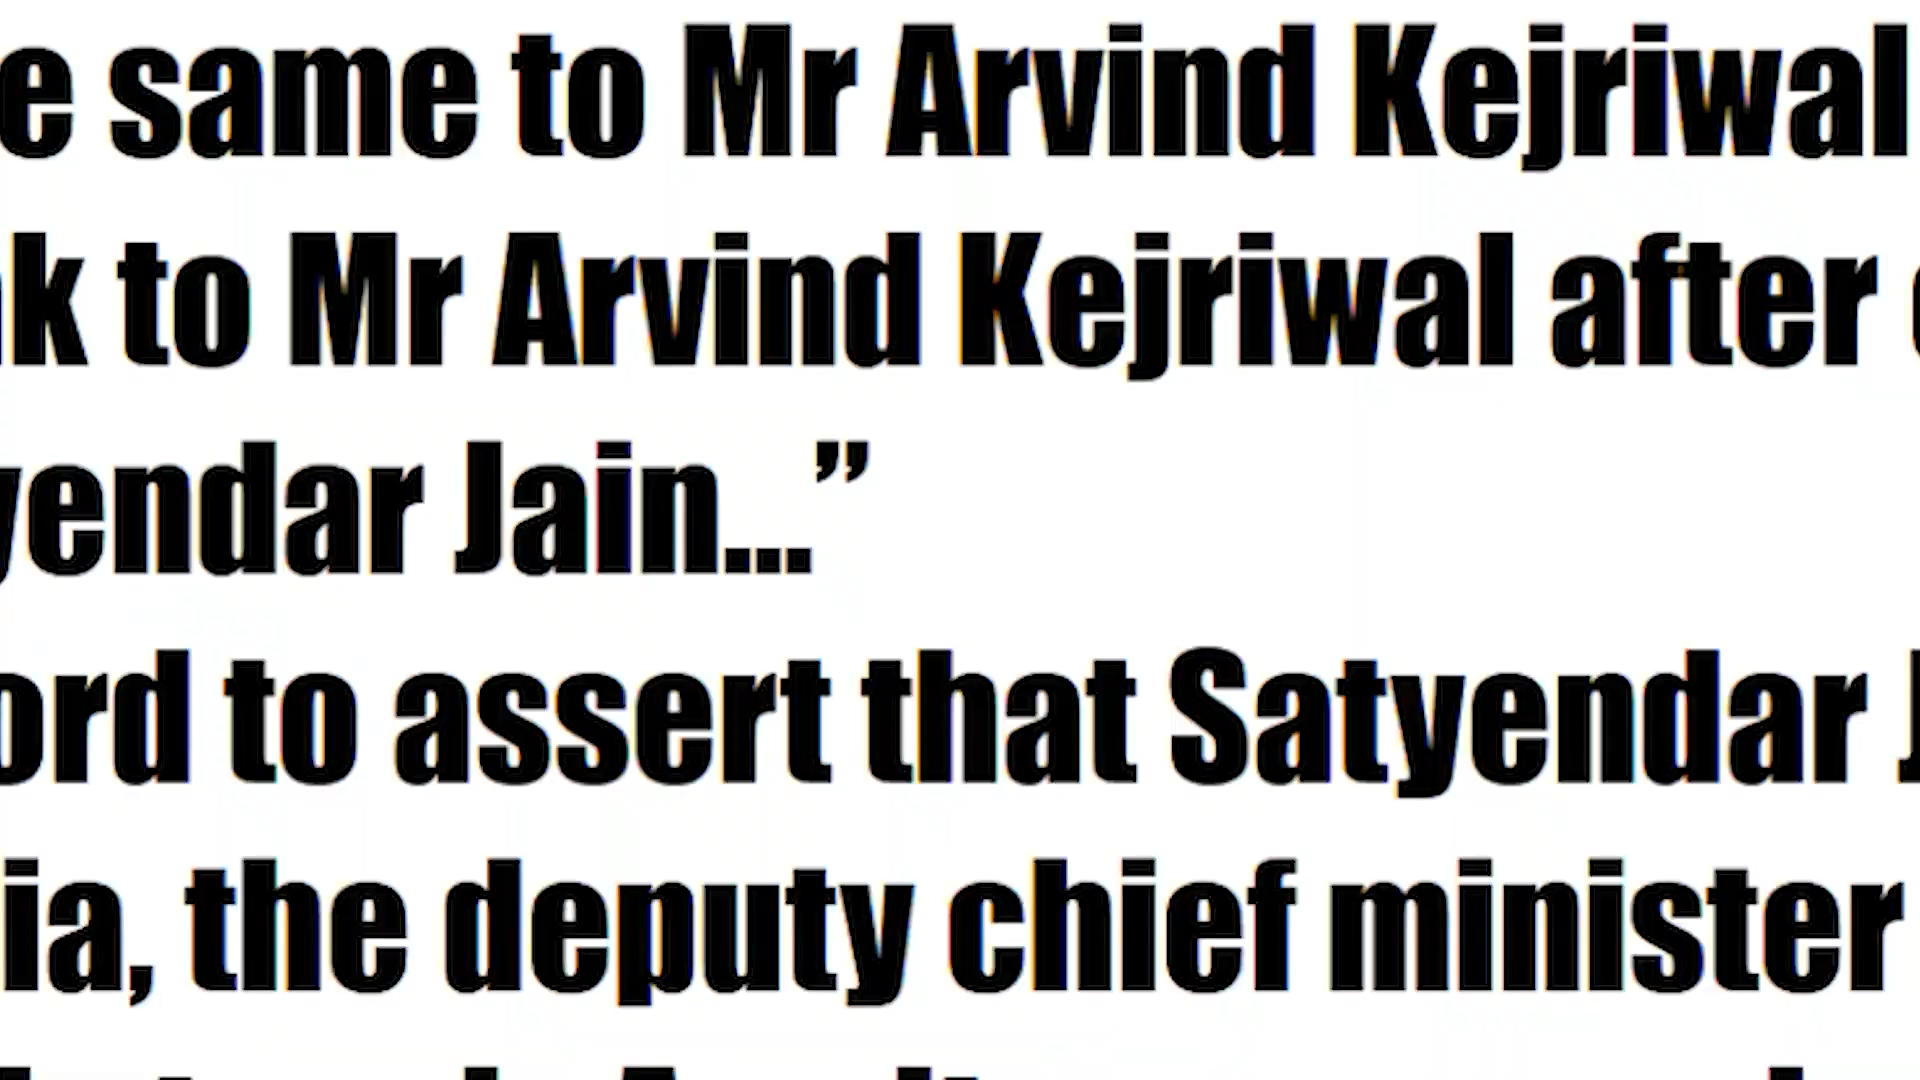 e same to Mr Arvind Kejriwal
k to Mr Arvind Kejriwal after
yendar Jain...”
ord to assert that Satyendar J
ia, the deputy chief minister